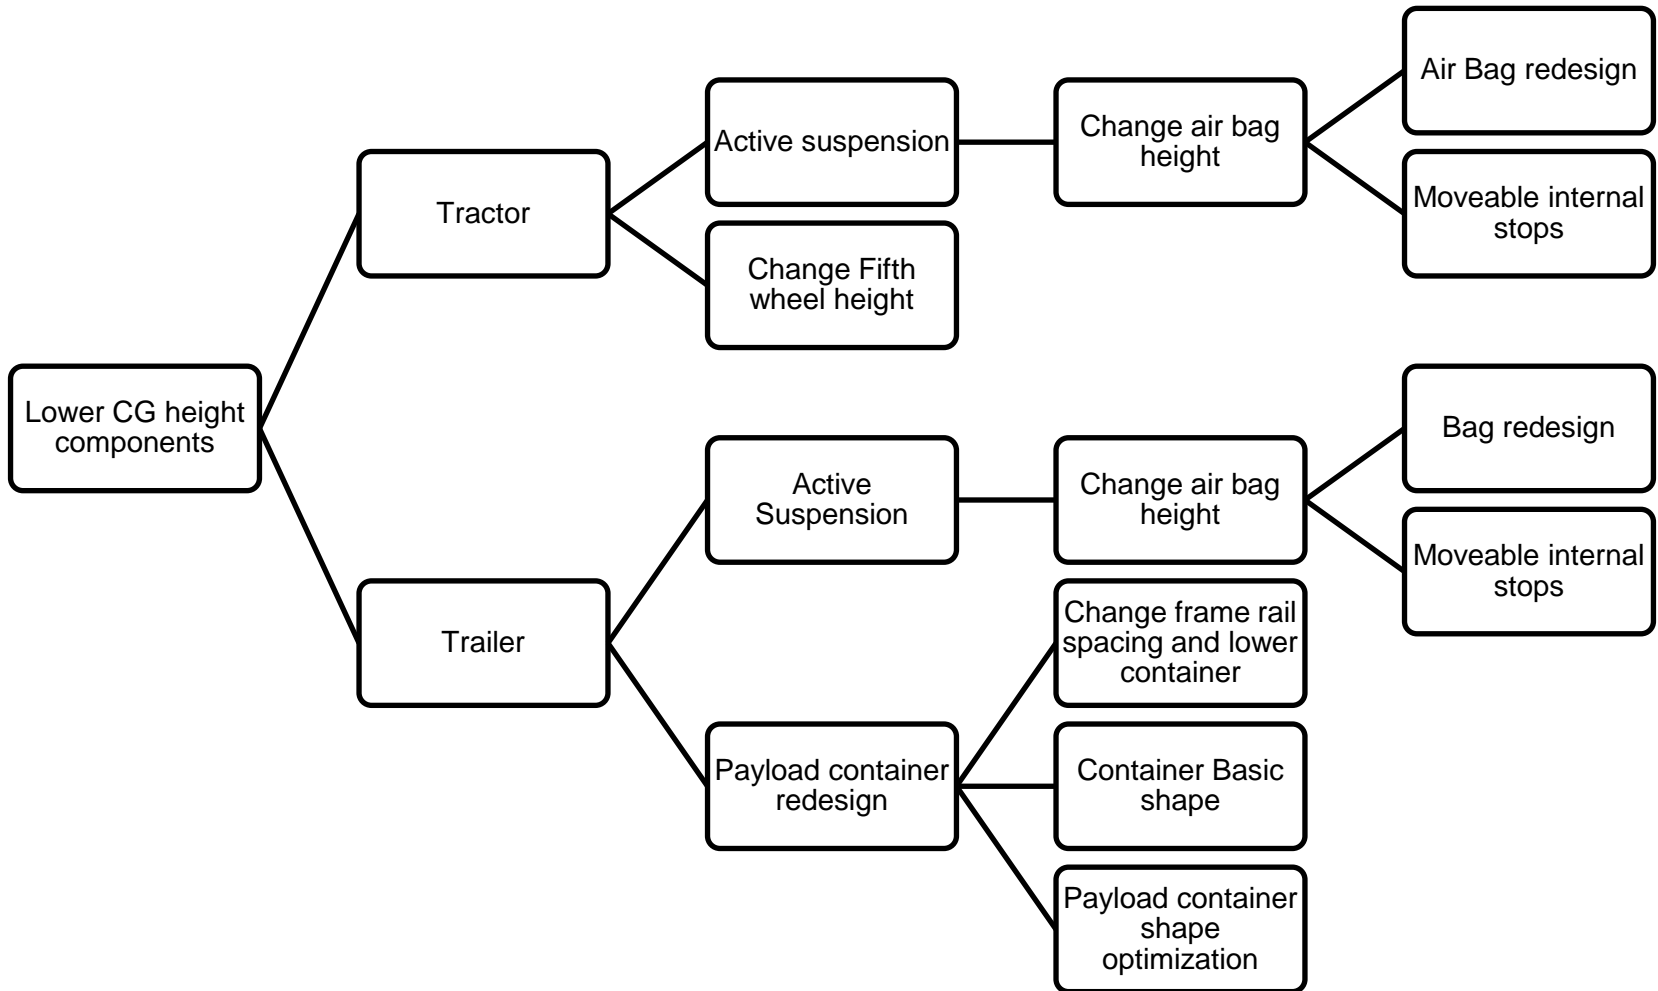 Lower CG height
components
Tractor
Active suspension
Change air bag
height
Air Bag redesign
Moveable internal
stops
Change Fifth
wheel height
Trailer
Active
Suspension
Change air bag
height
Bag redesign
Moveable internal
stops
Payload container
redesign
Change frame rail
spacing and lower
container
Container Basic
shape
Payload container
shape
optimization